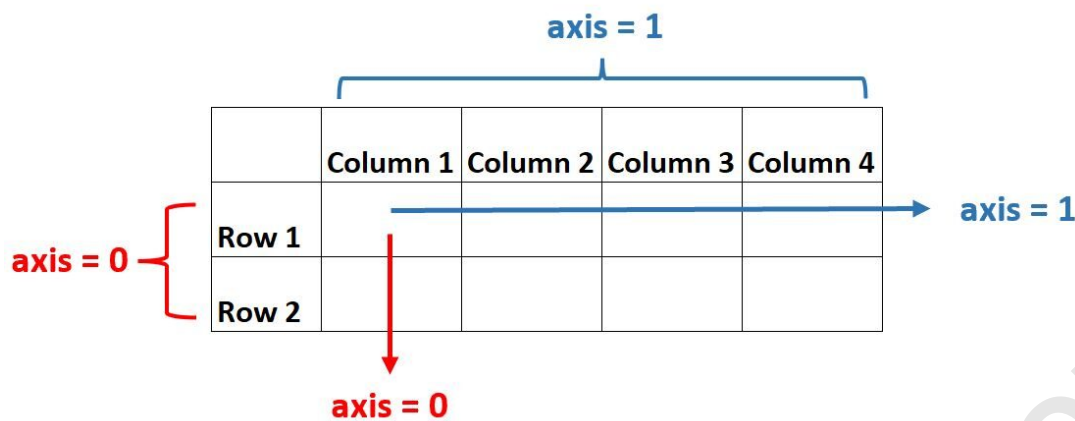 axis = 1
Column 1 Column 2 Column 3 Column 4
axis = 1
Row 1
axis = 0
Row 2
axis = 0